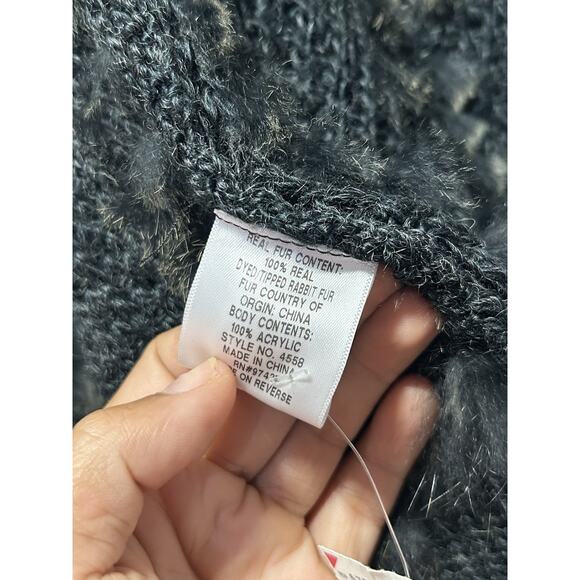 REAL FUR CONTENT:
100% REAL
DYED/TIPPED RABBIT FUR
FUR COUNTRY OF
ORIGIN: CHINA
BODY CONTENTS:
100% ACRYLIC
STYLE NO. 4558
MADE IN CHINA
ON REVERSE